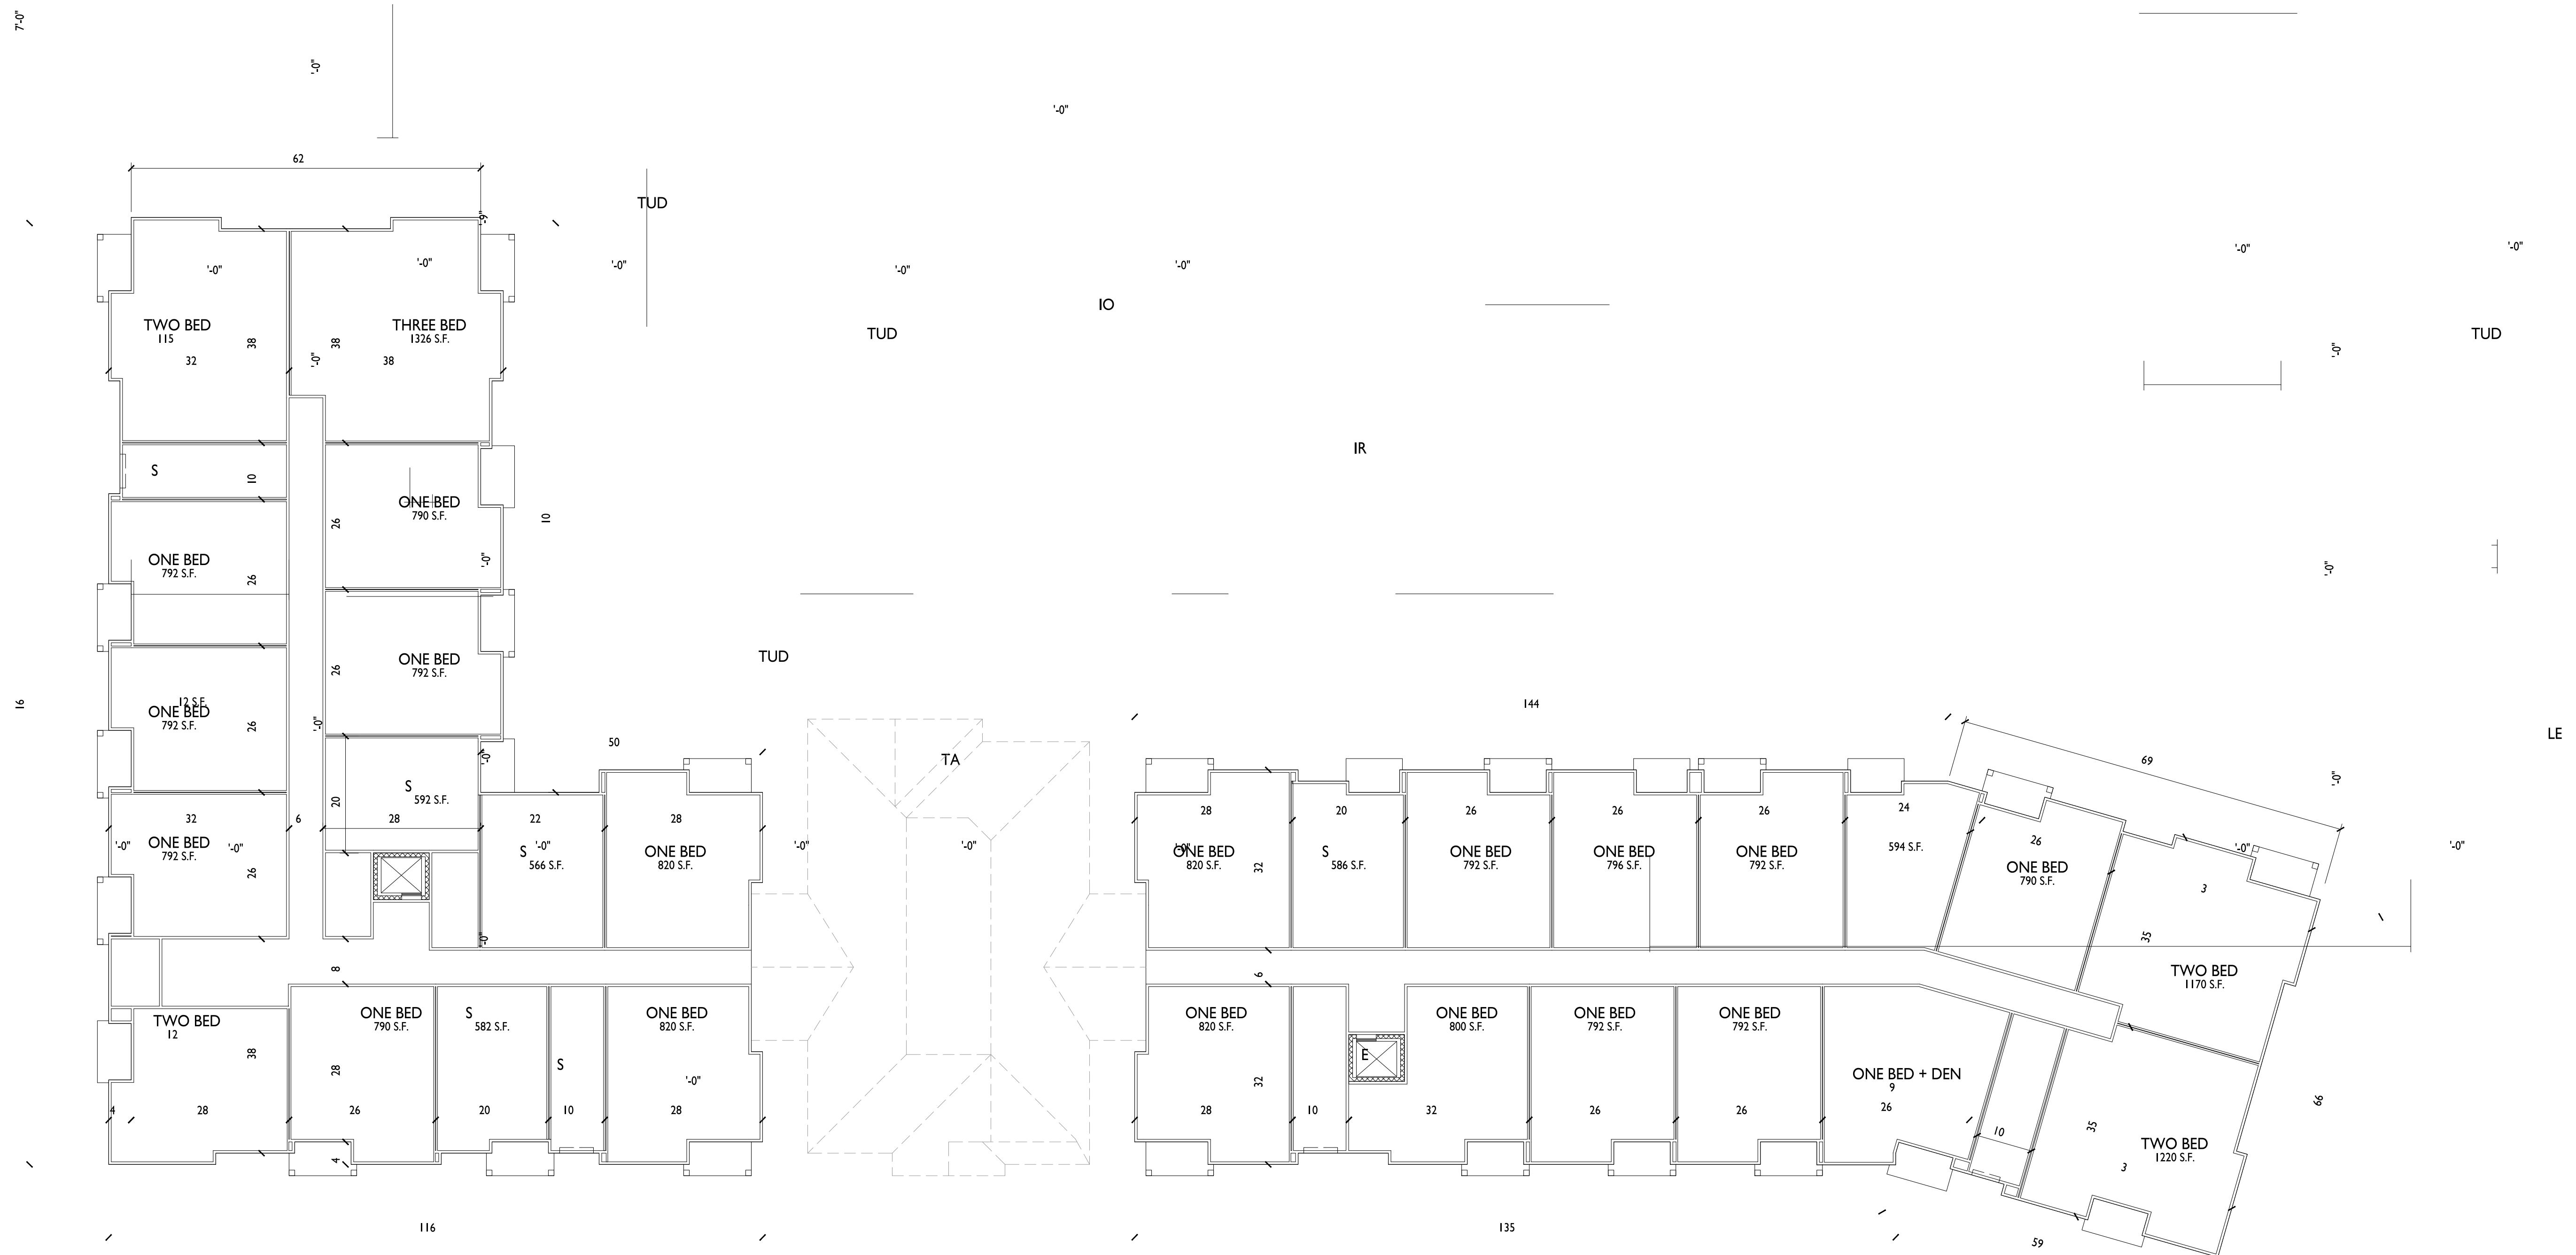 7'-0"
'-0"
'-0"
62
TUD
'-9"
'-0"
'-0"
'-0"
'-0"
'-0"
'-0"
'-0"
IO
TWO BED
115
THREE BED
1326 S.F.
TUD
TUD
38
38
'-0"
'-0"
32
38
IR
S
10
ONE BED
790 S.F.
26
10
ONE BED
792 S.F.
26
'-0"
'-0"
ONE BED
792 S.F.
26
TUD
12 S.F.
ONE BED
792 S.F.
26
'-0"
16
144
LE
50
'-0"
TA
69
'-0"
S
592 S.F.
20
32
6
28
22
28
28
20
26
26
26
24
26
'-0"
ONE BED
792 S.F.
'-0"
26
S
'-0"
566 S.F.
ONE BED
820 S.F.
'-0"
'-0"
'-0"
ONE BED
820 S.F.
32
S
586 S.F.
ONE BED
792 S.F.
ONE BED
796 S.F.
ONE BED
792 S.F.
594 S.F.
ONE BED
790 S.F.
'-0"
'-0"
3
35
'-0"
8
6
TWO BED
1170 S.F.
TWO BED
12
38
ONE BED
790 S.F.
28
S
582 S.F.
S
ONE BED
820 S.F.
'-0"
ONE BED
820 S.F.
32
E
ONE BED
800 S.F.
ONE BED
792 S.F.
ONE BED
792 S.F.
ONE BED + DEN
9
4
28
26
20
10
28
28
10
32
26
26
26
10
35
66
TWO BED
1220 S.F.
3
4
116
135
59